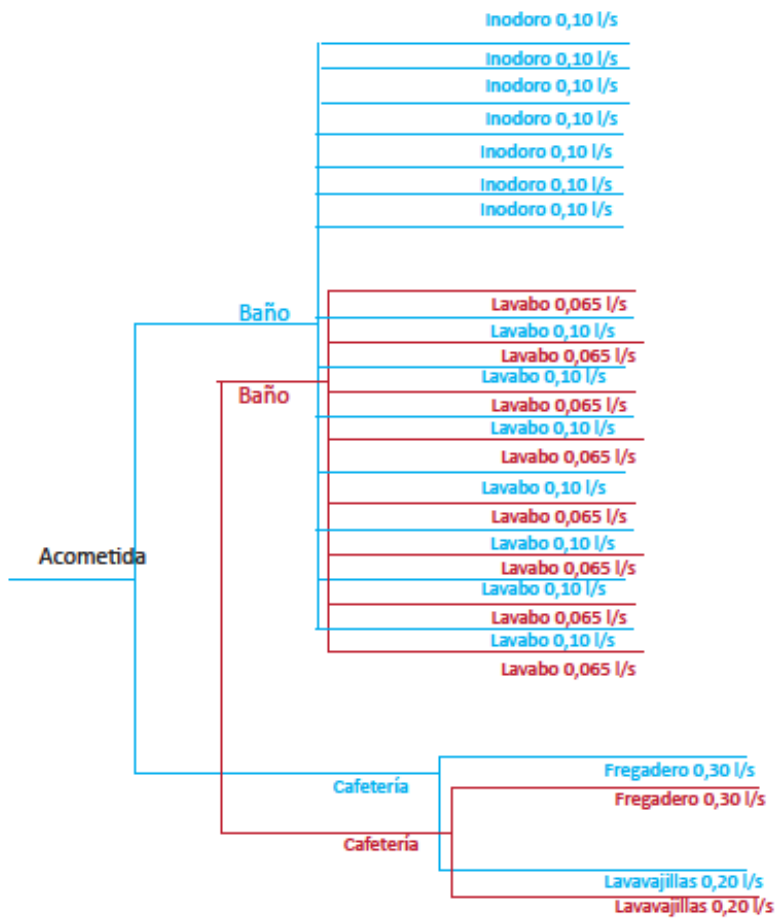 Inodoro 0,10 l/s
Inodoro 0,10 l/s
Inodoro 0,10 l/s
Inodoro 0,10 l/s
Inodoro 0,10 l/s
Inodoro 0,10 l/s
Inodoro 0,10 l/s
Baño
Lavabo 0,065 l/s
Lavabo 0,10 l/s
Lavabo 0,065 l/s
Lavabo 0,10 l/s
Baño
Lavabo 0,065 l/s
Lavabo 0,10 l/s
Lavabo 0,065 l/s
Lavabo 0,10 l/s
Lavabo 0,065 l/s
Lavabo 0,10 l/s
Acometida
Lavabo 0,065 l/s
Lavabo 0,10 l/s
Lavabo 0,065 l/s
Lavabo 0,10 l/s
Lavabo 0,065 l/s
Fregadero 0,30 l/s
Cafetería
Fregadero 0,30 l/s
Cafetería
Lavavajillas 0,20 l/s
Lavavajillas 0,20 l/s